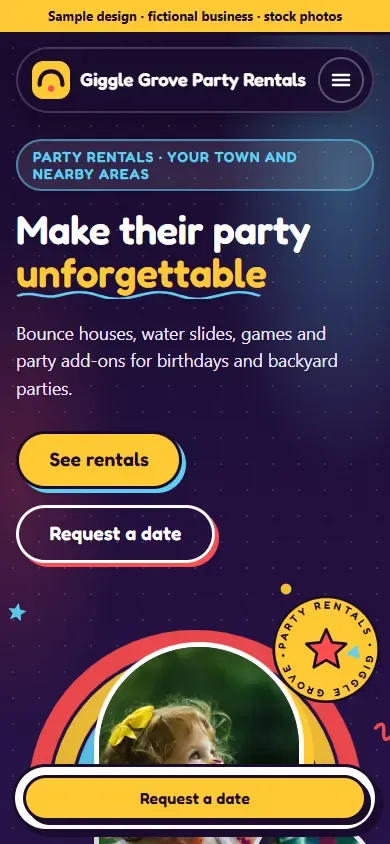 Sample design · fictional business · stock photos
Giggle Grove Party Rentals
PARTY RENTALS · YOUR TOWN AND
NEARBY AREAS
Make their party
unforgettable
Bounce houses, water slides, games and
party add-ons for birthdays and backyard
parties.
See rentals
Request a date
PARTY RENTALS · GIGGLE GROVE ·
Request a date